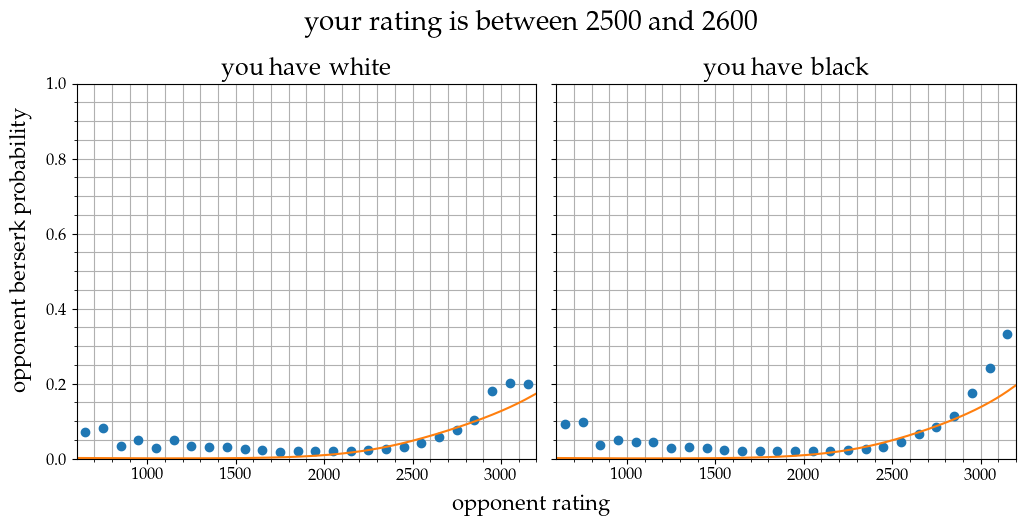 your rating is between 2500 and 2600
you have white
you have black
opponent berserk probability
1.0
0.8
0.6
0.4
0.2
0.0
1000 1500 2000 2500 3000
1000 1500 2000 2500 3000
opponent rating